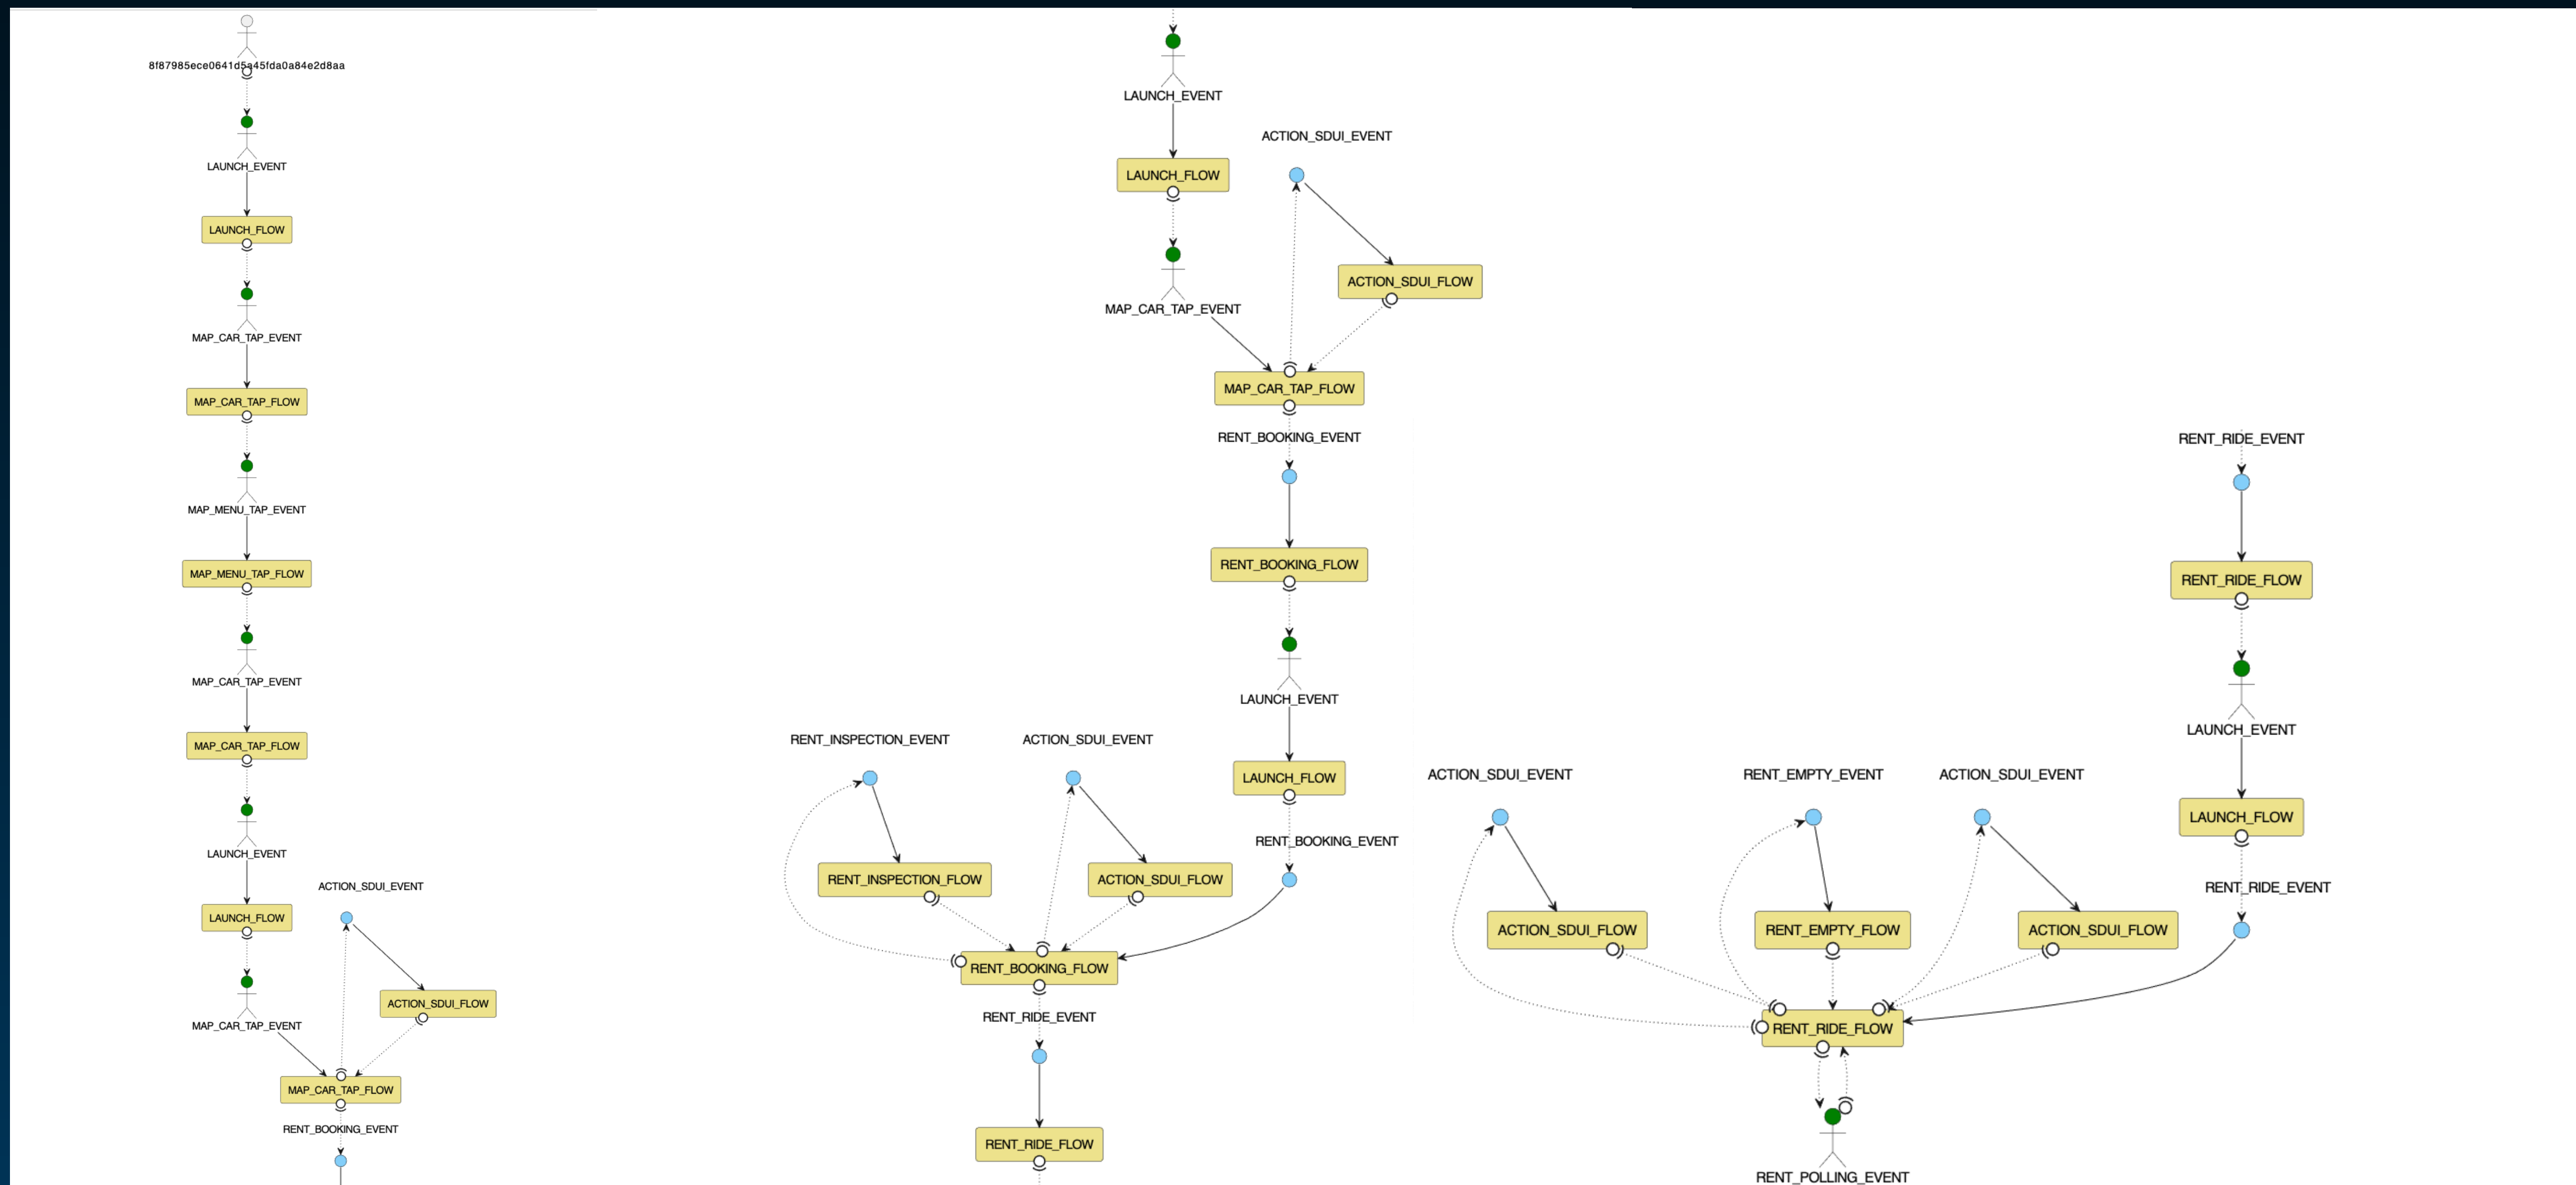 8f87985ece0641d5a45fda0a84e2d8aa
LAUNCH_EVENT
LAUNCH_FLOW
MAP_CAR_TAP_EVENT
MAP_CAR_TAP_FLOW
MAP_MENU_TAP_EVENT
MAP_MENU_TAP_FLOW
MAP_CAR_TAP_EVENT
MAP_CAR_TAP_FLOW
LAUNCH_EVENT
ACTION_SDUI_EVENT
LAUNCH_FLOW
ACTION_SDUI_FLOW
MAP_CAR_TAP_EVENT
MAP_CAR_TAP_FLOW
RENT_BOOKING_EVENT
LAUNCH_EVENT
ACTION_SDUI_EVENT
LAUNCH_FLOW
ACTION_SDUI_FLOW
MAP_CAR_TAP_EVENT
MAP_CAR_TAP_FLOW
RENT_BOOKING_EVENT
RENT_BOOKING_FLOW
LAUNCH_EVENT
RENT_INSPECTION_EVENT
ACTION_SDUI_EVENT
LAUNCH_FLOW
RENT_BOOKING_EVENT
RENT_INSPECTION_FLOW
ACTION_SDUI_FLOW
RENT_BOOKING_FLOW
RENT_RIDE_EVENT
RENT_RIDE_FLOW
RENT_RIDE_EVENT
RENT_RIDE_FLOW
LAUNCH_EVENT
ACTION_SDUI_EVENT
RENT_EMPTY_EVENT
ACTION_SDUI_EVENT
LAUNCH_FLOW
RENT_RIDE_EVENT
ACTION_SDUI_FLOW
RENT_EMPTY_FLOW
ACTION_SDUI_FLOW
RENT_RIDE_FLOW
RENT_POLLING_EVENT